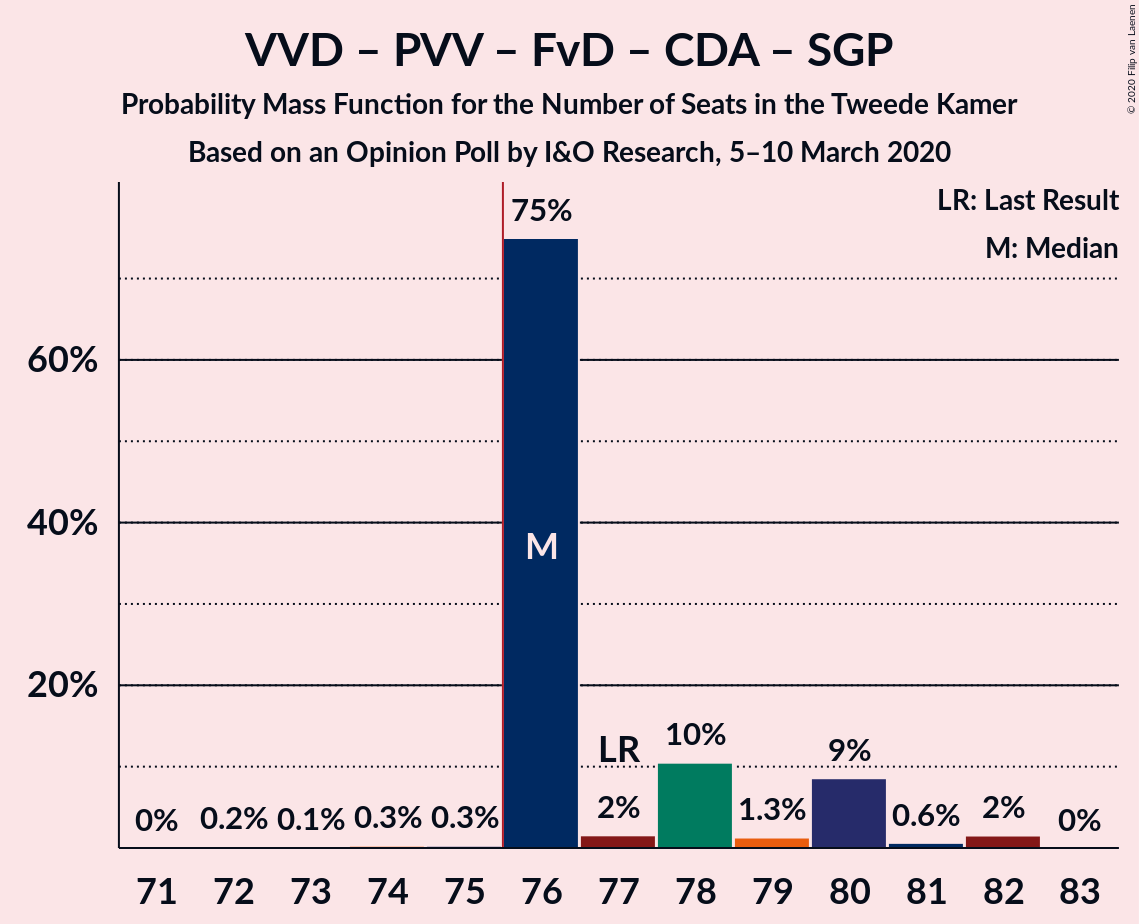 VVD – PVV – FvD – CDA – SGP
Probability Mass Function for the Number of Seats in the Tweede Kamer
Based on an Opinion Poll by I&O Research, 5–10 March 2020
© 2020 Filip van Laenen
LR: Last Result
M: Median
60%
40%
20%
0%
0.2%
0.1%
0.3%
0.3%
75%
M
LR
2%
10%
1.3%
9%
0.6%
2%
0%
71 72 73 74 75 76 77 78 79 80 81 82 83